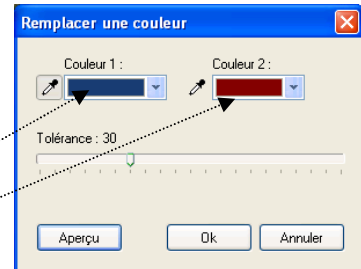 Remplacer une couleur
Couleur 1 : Couleur 2 :
Tolérance : 30
Aperçu Ok Annuler